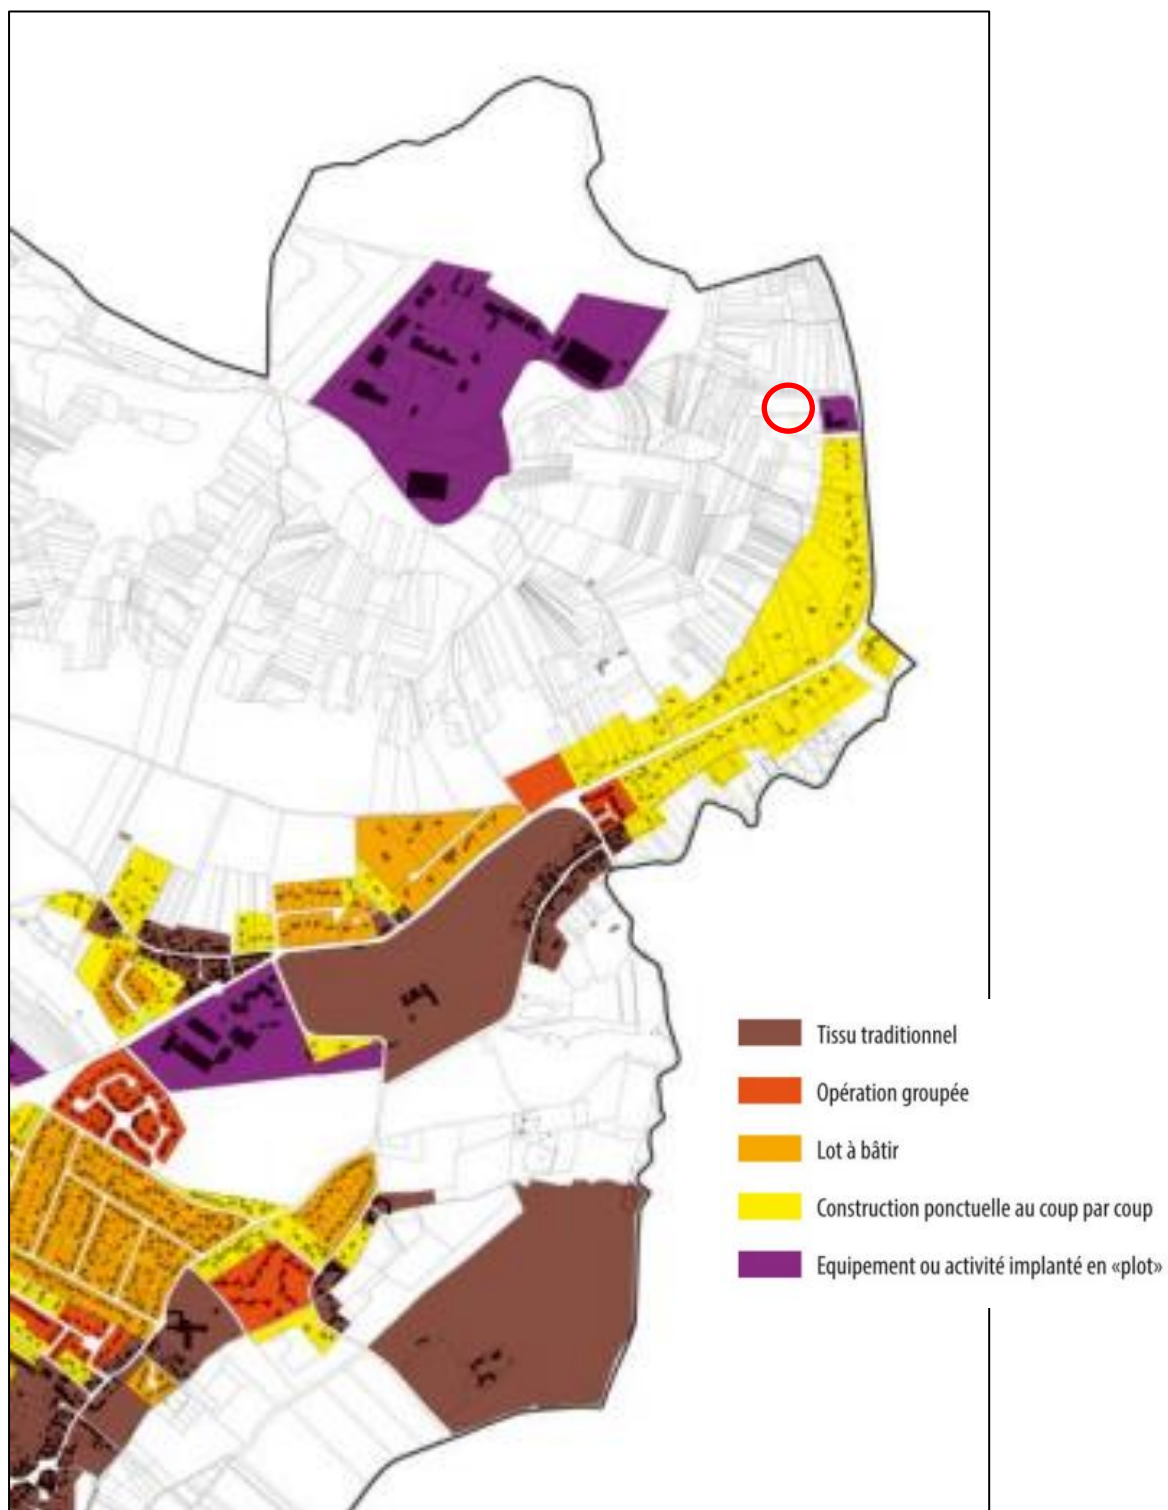 Tissu traditionnel
Opération groupée
Lot à bâtir
Construction ponctuelle au coup par coup
Equipement ou activité implanté en «plot»